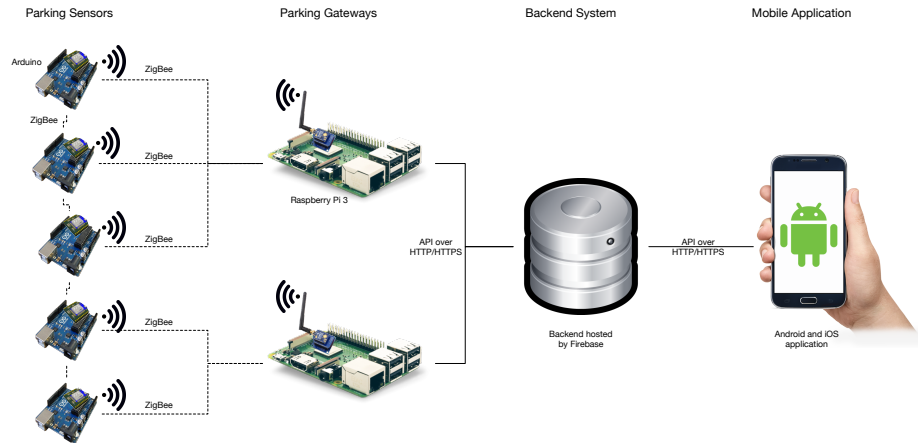 Parking Sensors
Parking Gateways
Backend System
Mobile Application
Arduino
ZigBee
ZigBee
ZigBee
Raspberry Pi 3
ZigBee
API over
HTTP/HTTPS
API over
HTTP/HTTPS
ZigBee
Backend hosted
by Firebase
Android and iOS
application
ZigBee